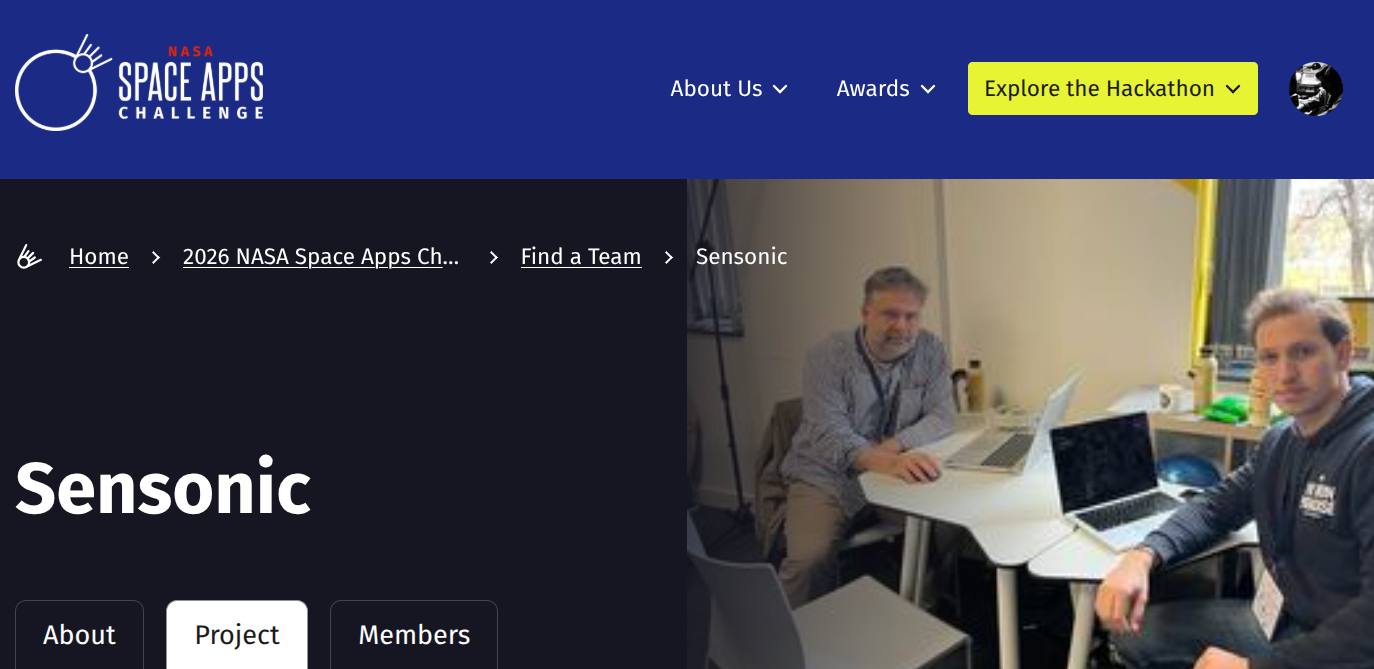 NASA
SPACE APPS
CHALLENGE
About Us
Awards
Explore the Hackathon
Home
2026 NASA Space Apps Ch...
Find a Team
Sensonic
Sensonic
About
Project
Members